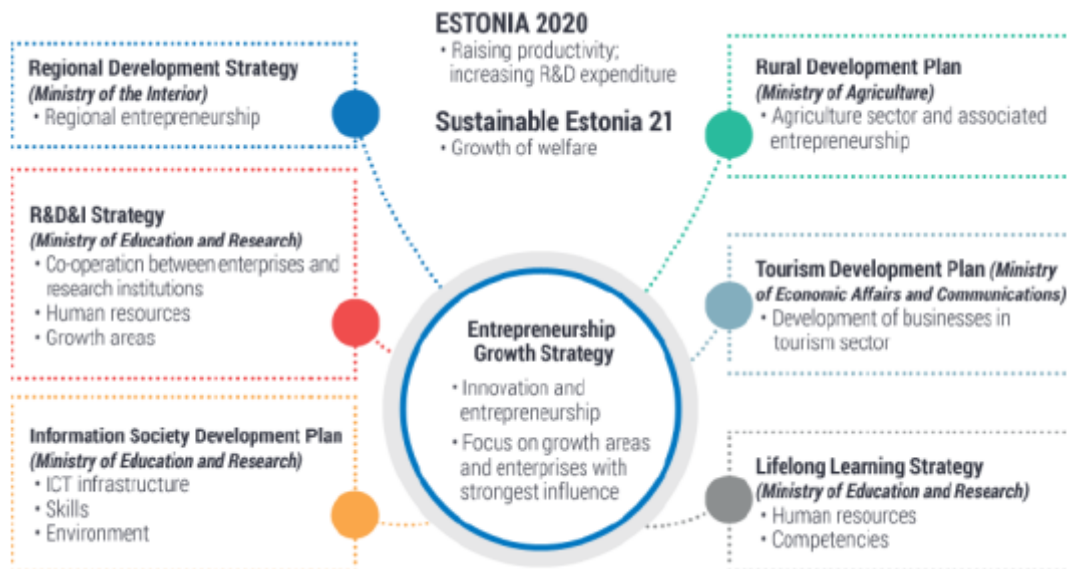 ESTONIA 2020
• Raising productivity;
increasing R&D expenditure
Sustainable Estonia 21
• Growth of welfare
Regional Development Strategy
(Ministry of the Interior)
• Regional entrepreneurship
R&D&I Strategy
(Ministry of Education and Research)
• Co-operation between enterprises and
research institutions
• Human resources
• Growth areas
Information Society Development Plan
(Ministry of Education and Research)
• ICT infrastructure
• Skills
• Environment
Entrepreneurship
Growth Strategy
• Innovation and
entrepreneurship
• Focus on growth areas
and enterprises with
strongest influence
Rural Development Plan
(Ministry of Agriculture)
• Agriculture sector and associated
entrepreneurship
Tourism Development Plan (Ministry
of Economic Affairs and Communications)
• Development of businesses in
tourism sector
Lifelong Learning Strategy
(Ministry of Education and Research)
• Human resources
• Competencies